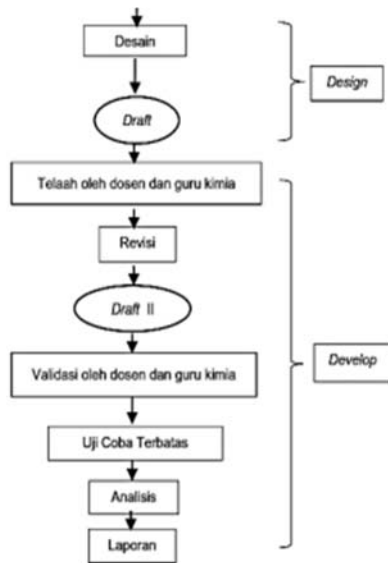 Desain
Design
Draft
Telaah oleh dosen dan guru kimia
Revisi
Draft II
Develop
Validasi oleh dosen dan guru kimia
Uji Coba Terbatas
Analisis
Laporan